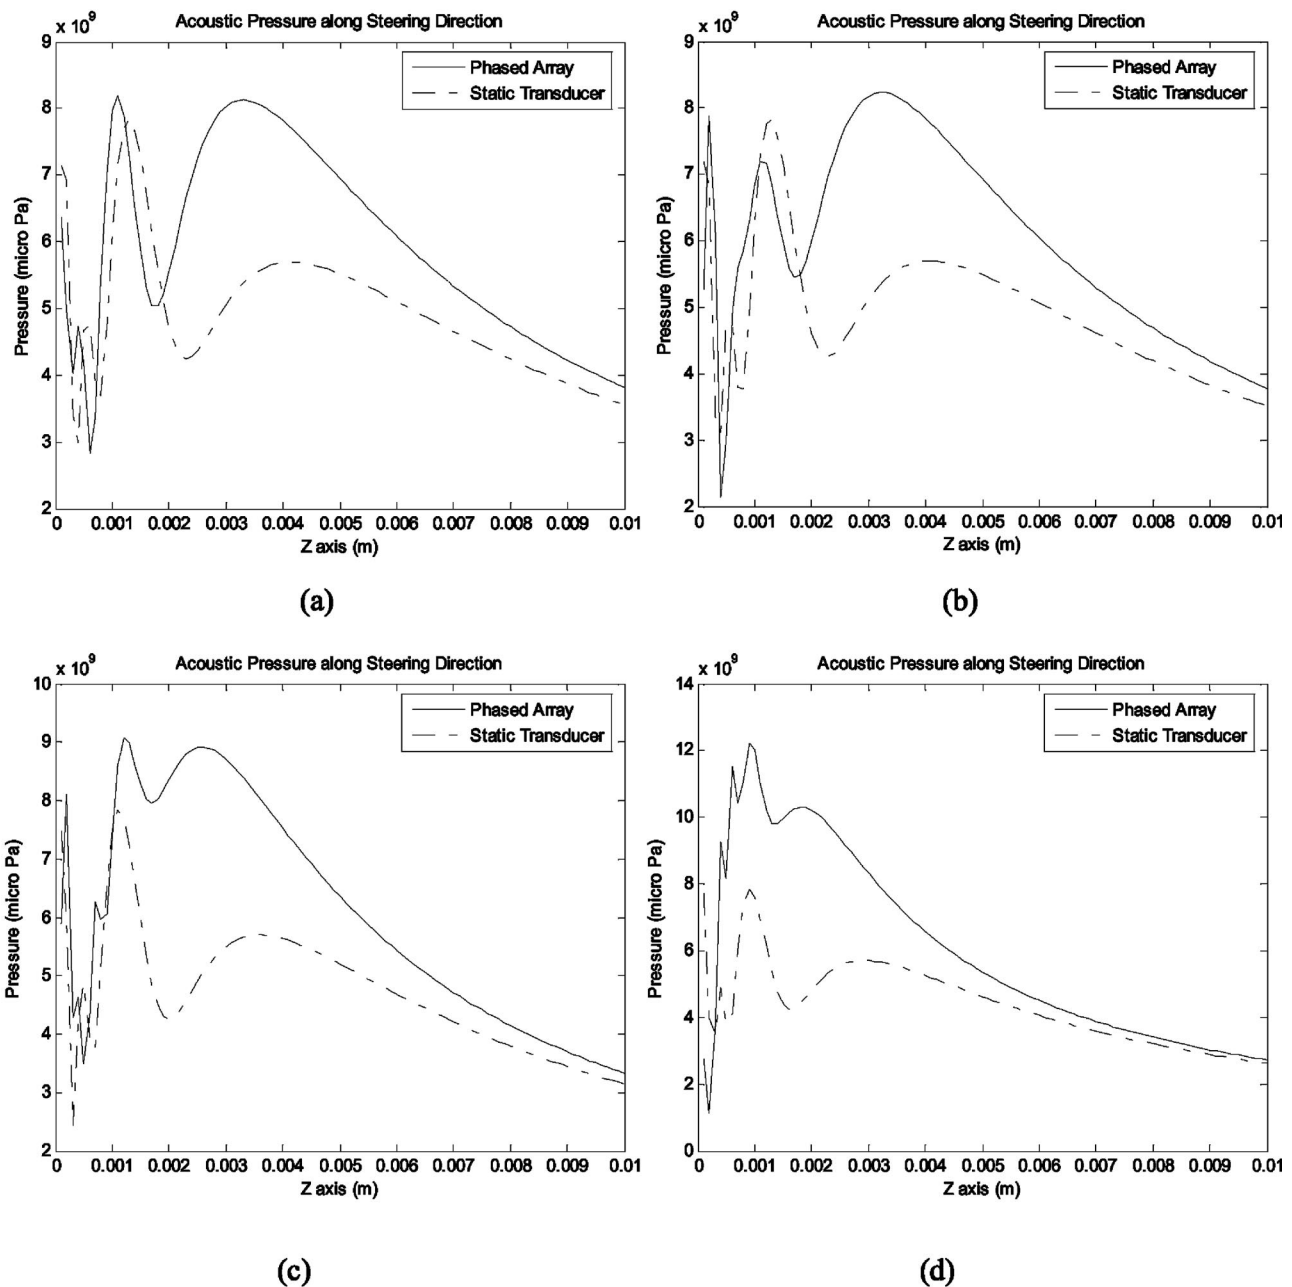 Acoustic Pressure along Steering Direction
x 10⁹
9
8
7
6
5
4
3
2
Pressure (micro Pa)
Phased Array
Static Transducer
0 0.001 0.002 0.003 0.004 0.005 0.006 0.007 0.008 0.009 0.01
Z axis (m)
(a)
Acoustic Pressure along Steering Direction
x 10⁹
9
8
7
6
5
4
3
2
Pressure (micro Pa)
Phased Array
Static Transducer
0 0.001 0.002 0.003 0.004 0.005 0.006 0.007 0.008 0.009 0.01
Z axis (m)
(b)
Acoustic Pressure along Steering Direction
x 10⁹
10
9
8
7
6
5
4
3
2
Pressure (micro Pa)
Phased Array
Static Transducer
0 0.001 0.002 0.003 0.004 0.005 0.006 0.007 0.008 0.009 0.01
Z axis (m)
(c)
Acoustic Pressure along Steering Direction
x 10⁹
14
12
10
8
6
4
2
0
Pressure (micro Pa)
Phased Array
Static Transducer
0 0.001 0.002 0.003 0.004 0.005 0.006 0.007 0.008 0.009 0.01
Z axis (m)
(d)